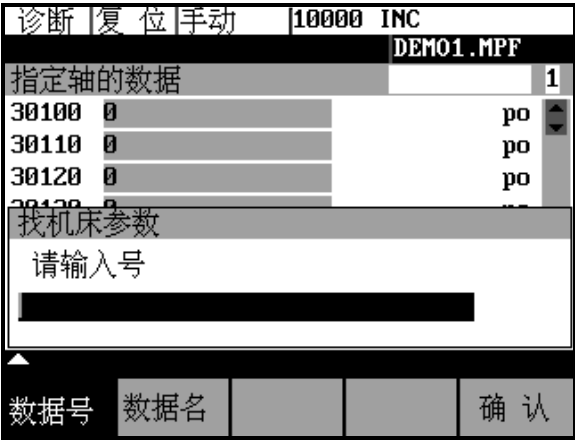 诊断 复 位 手动 10000 INC
DEMO1.MPF
指定轴的数据 1
30100 0 po
30110 0 po
30120 0 po
找机床参数
请输入号
数据号 数据名 确 认